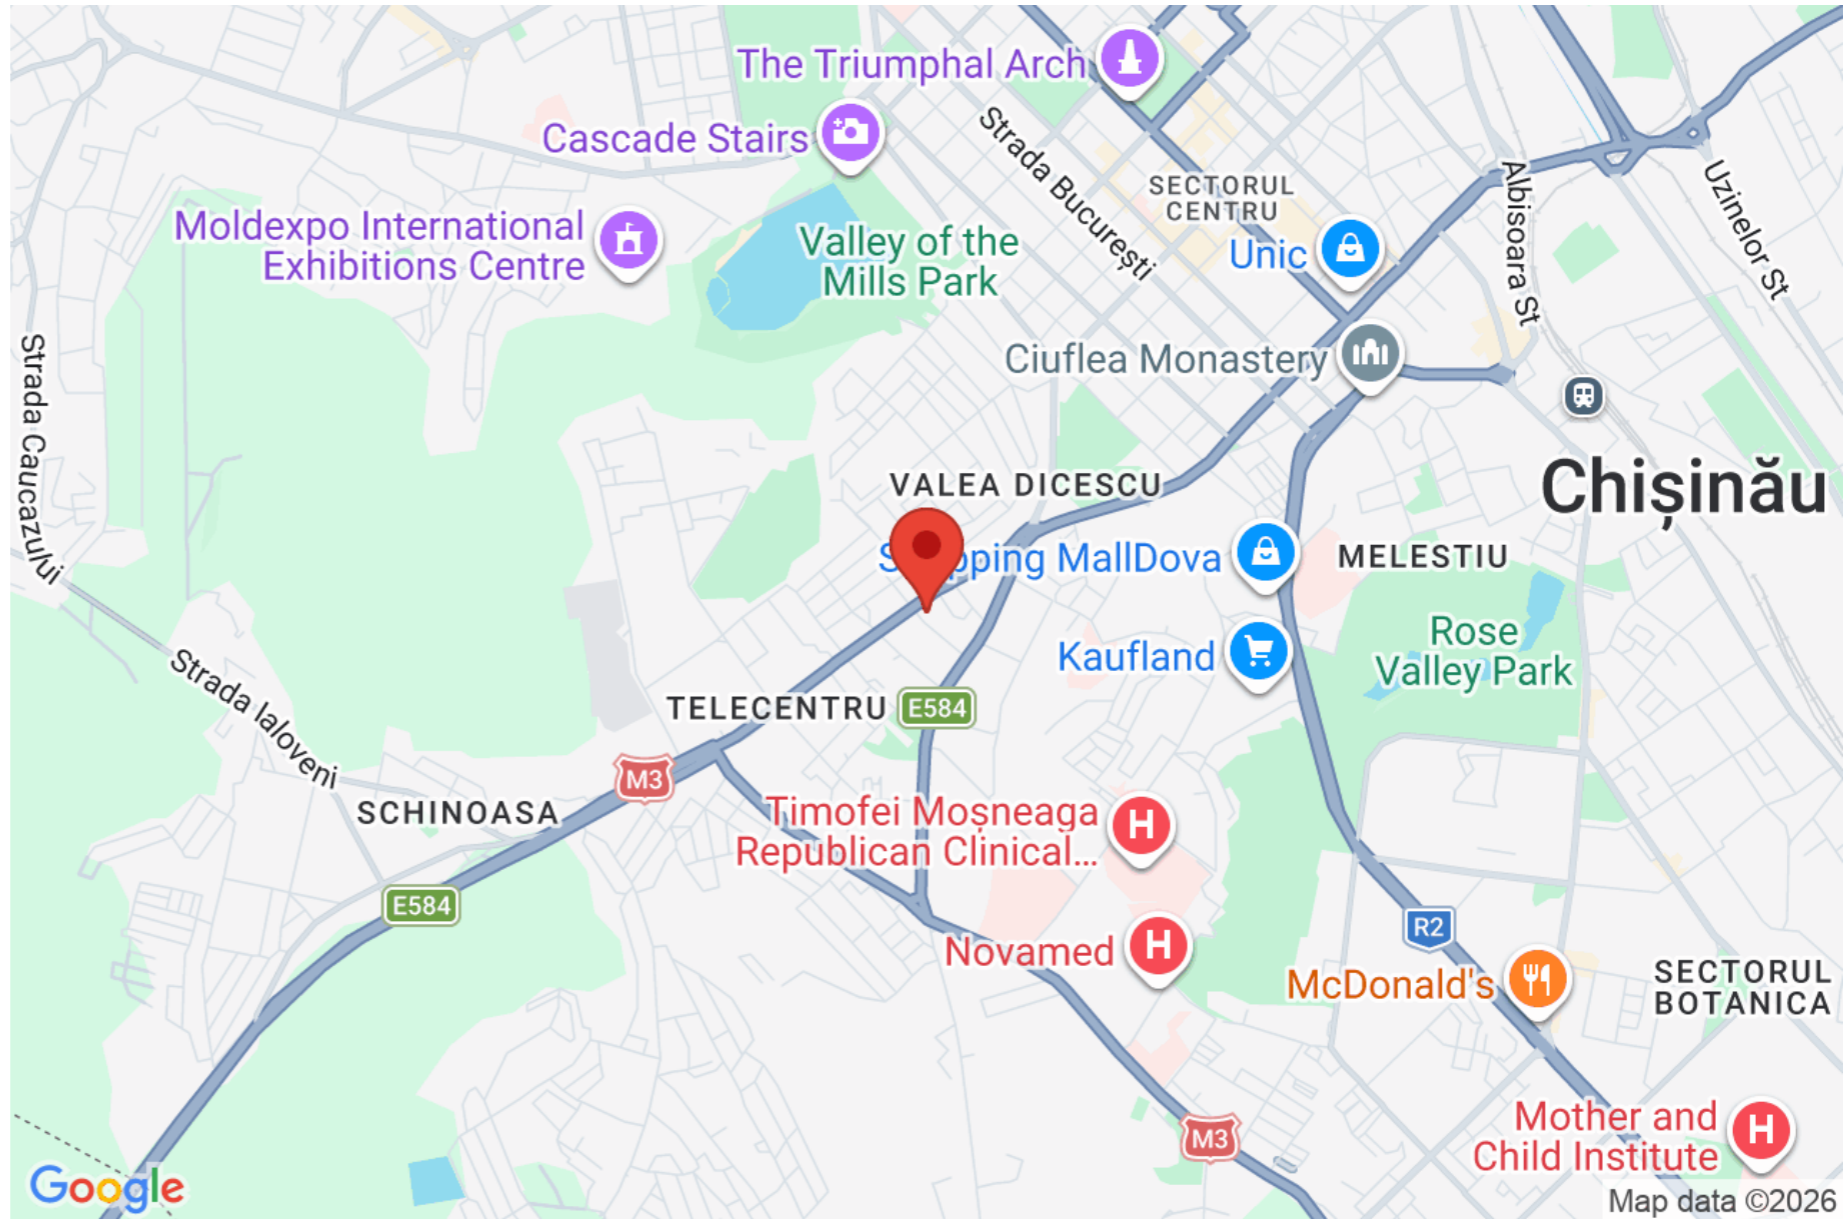 The Triumphal Arch
Cascade Stairs
Strada București
SECTORUL
CENTRU
Albisoara St
Uzinelor St
Moldexpo International
Exhibitions Centre
Valley of the
Mills Park
Unic
Strada Caucazului
Ciuflea Monastery
VALEA DICESCU
Chișinău
Shopping MallDova
MELESTIU
Rose
Valley Park
Kaufland
Strada Ialoveni
TELECENTRU
E584
M3
SCHINOASA
Timofei Moșneaga
Republican Clinical...
E584
R2
Novamed
McDonald's
SECTORUL
BOTANICA
M3
Mother and
Child Institute
Google
Map data ©2026